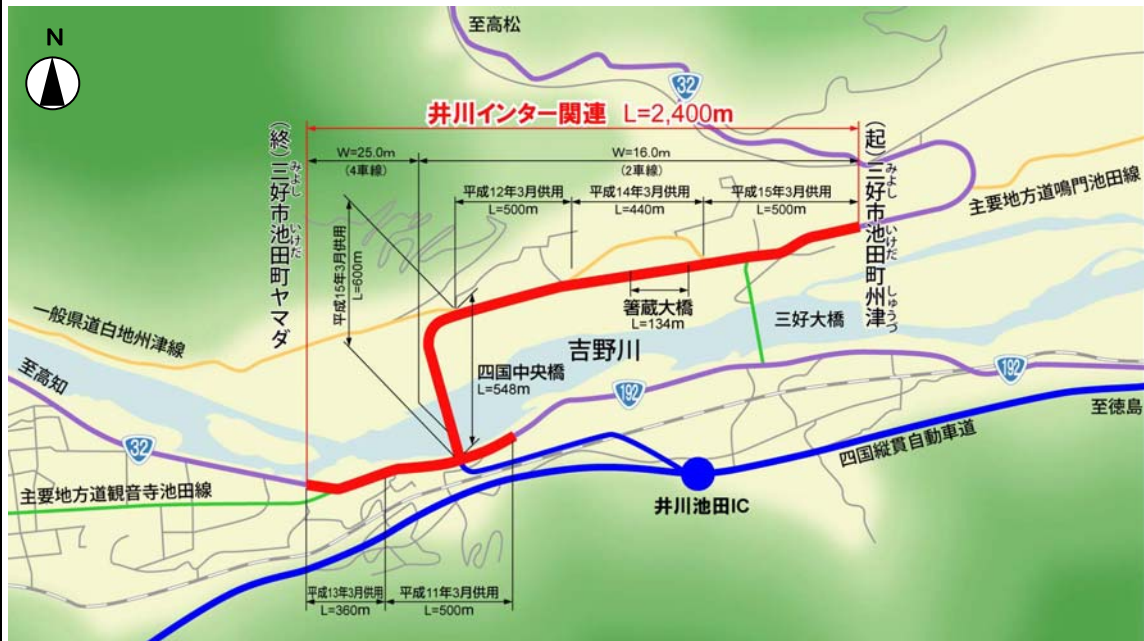 N
至高松
32
井川インター関連 L=2,400m
(終)三好市池田町ヤマダ
みよし
いけだ
(起)三好市池田町州津
みよし
いけだ
しゅうづ
W=25.0m
(4車線)
W=16.0m
(2車線)
平成12年3月供用
L=500m
平成14年3月供用
L=440m
平成15年3月供用
L=500m
主要地方道鳴門池田線
平成15年3月供用
L=600m
箸蔵大橋
L=134m
三好大橋
一般県道白地州津線
吉野川
四国中央橋
L=548m
至高知
192
192
至徳島
32
四国縦貫自動車道
主要地方道観音寺池田線
井川池田IC
平成13年3月供用
L=360m
平成11年3月供用
L=500m